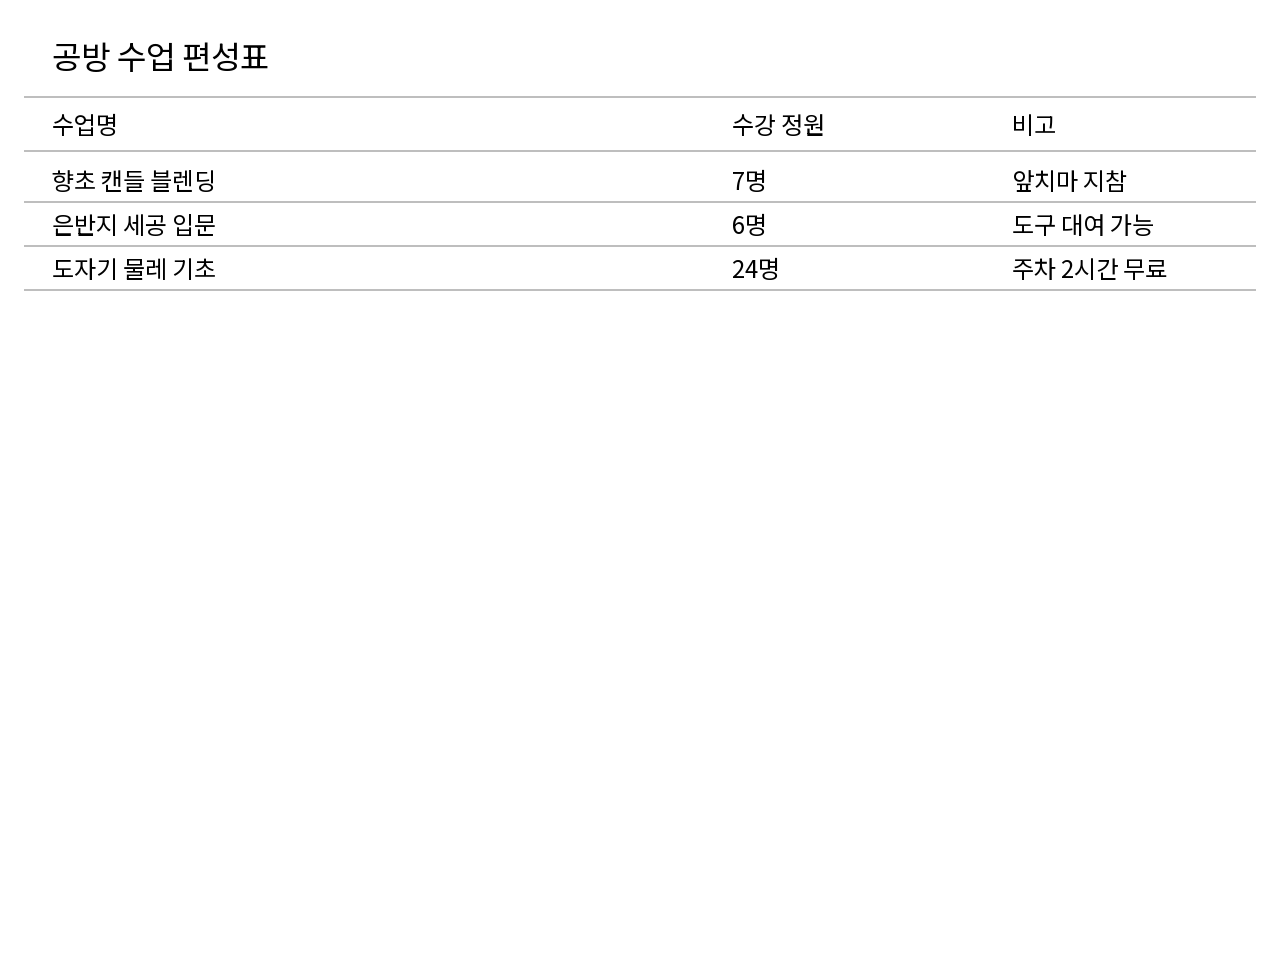 공방 수업 편성표
수업명 수강 정원 비고
향초 캔들 블렌딩 7명 앞치마 지참
은반지 세공 입문 6명 도구 대여 가능
도자기 물레 기초 24명 주차 2시간 무료